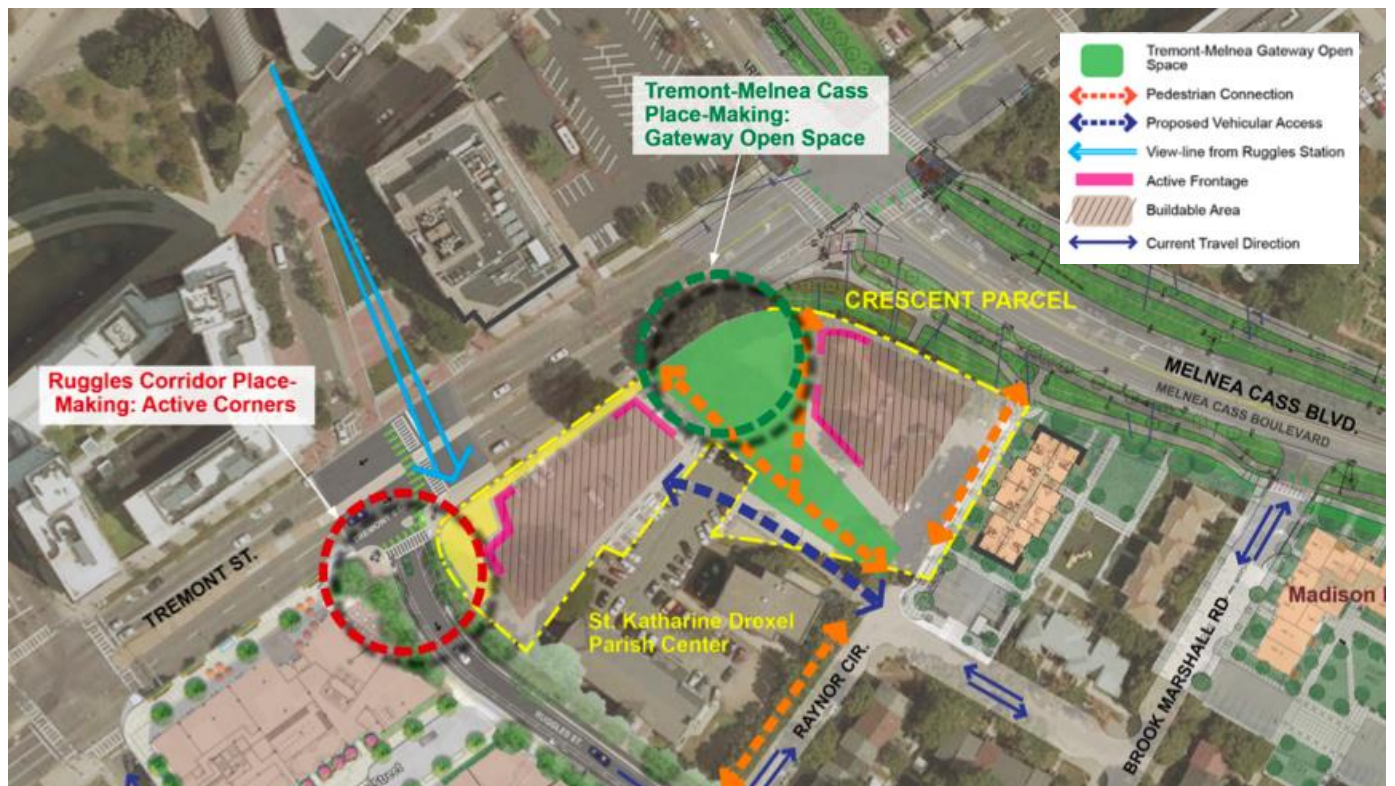 Tremont-Melnea Cass
Place-Making:
Gateway Open Space
Tremont-Melnea Gateway Open
Space
Pedestrian Connection
Proposed Vehicular Access
View-line from Ruggles Station
Active Frontage
Buildable Area
Current Travel Direction
CRESCENT PARCEL
MELNEA CASS BLVD.
MELNEA CASS BOULEVARD
Ruggles Corridor Place-
Making: Active Corners
TREMONT ST.
St. Katharine Drexel
Parish Center
RAYNOR CIR.
BROOK MARSHALL RD
Madison
RUGGLES ST.
Street